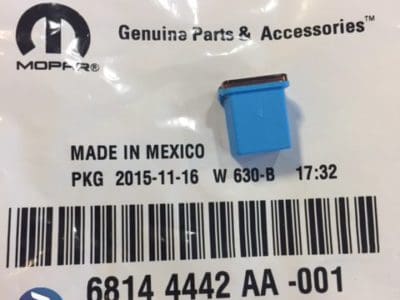 MOPAR®
Genuine Parts & Accessories™
MADE IN MEXICO
PKG 2015-11-16 W 630-B 17:32
6814 4442 AA -001